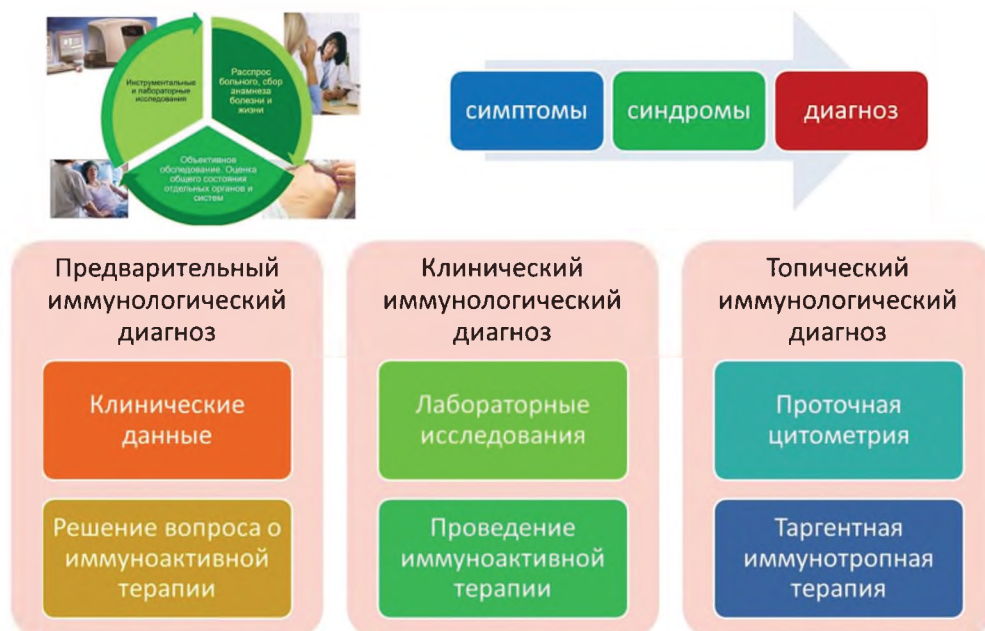 Инструментальные
и лабораторные
исследования
Расспрос
больного, сбор
анамнеза
болезни и
жизни
Объективное
обследование. Оценка
общего состояния
отдельных органов и
систем
симптомы
синдромы
диагноз
Предварительный
иммунологический
диагноз
Клинические
данные
Решение вопроса о
иммуноактивной
терапии
Клинический
иммунологический
диагноз
Лабораторные
исследования
Проведение
иммуноактивной
терапии
Топический
иммунологический
диагноз
Проточная
цитометрия
Таргентная
иммунотропная
терапия